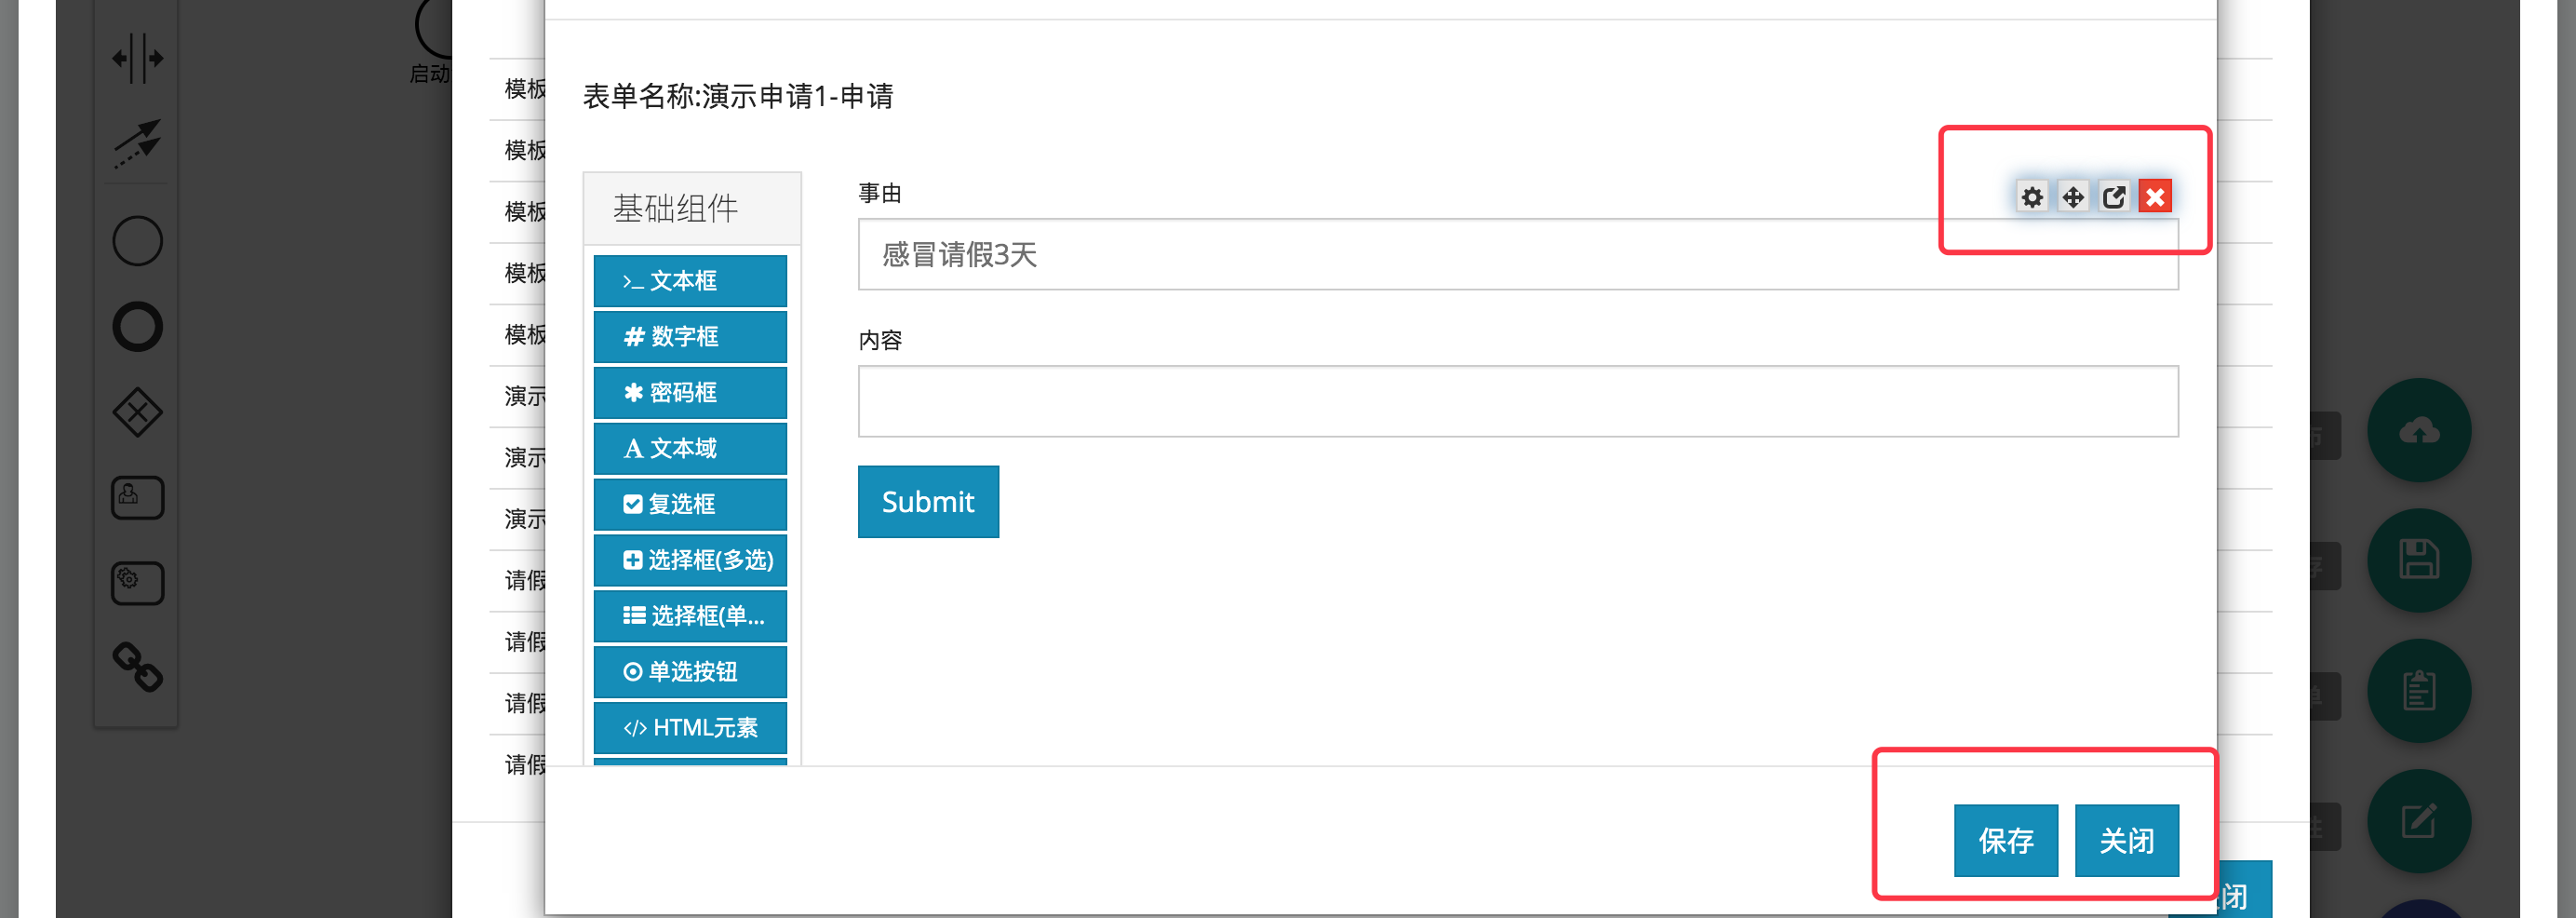 启动
模板
模板
模板
模板
模板
演示
演示
演示
请假
请假
请假
请假
表单名称:演示申请1-申请
基础组件
文本框
数字框
密码框
文本域
复选框
选择框(多选)
选择框(单...
单选按钮
HTML元素
事由
感冒请假3天
内容
Submit
保存
关闭
闭